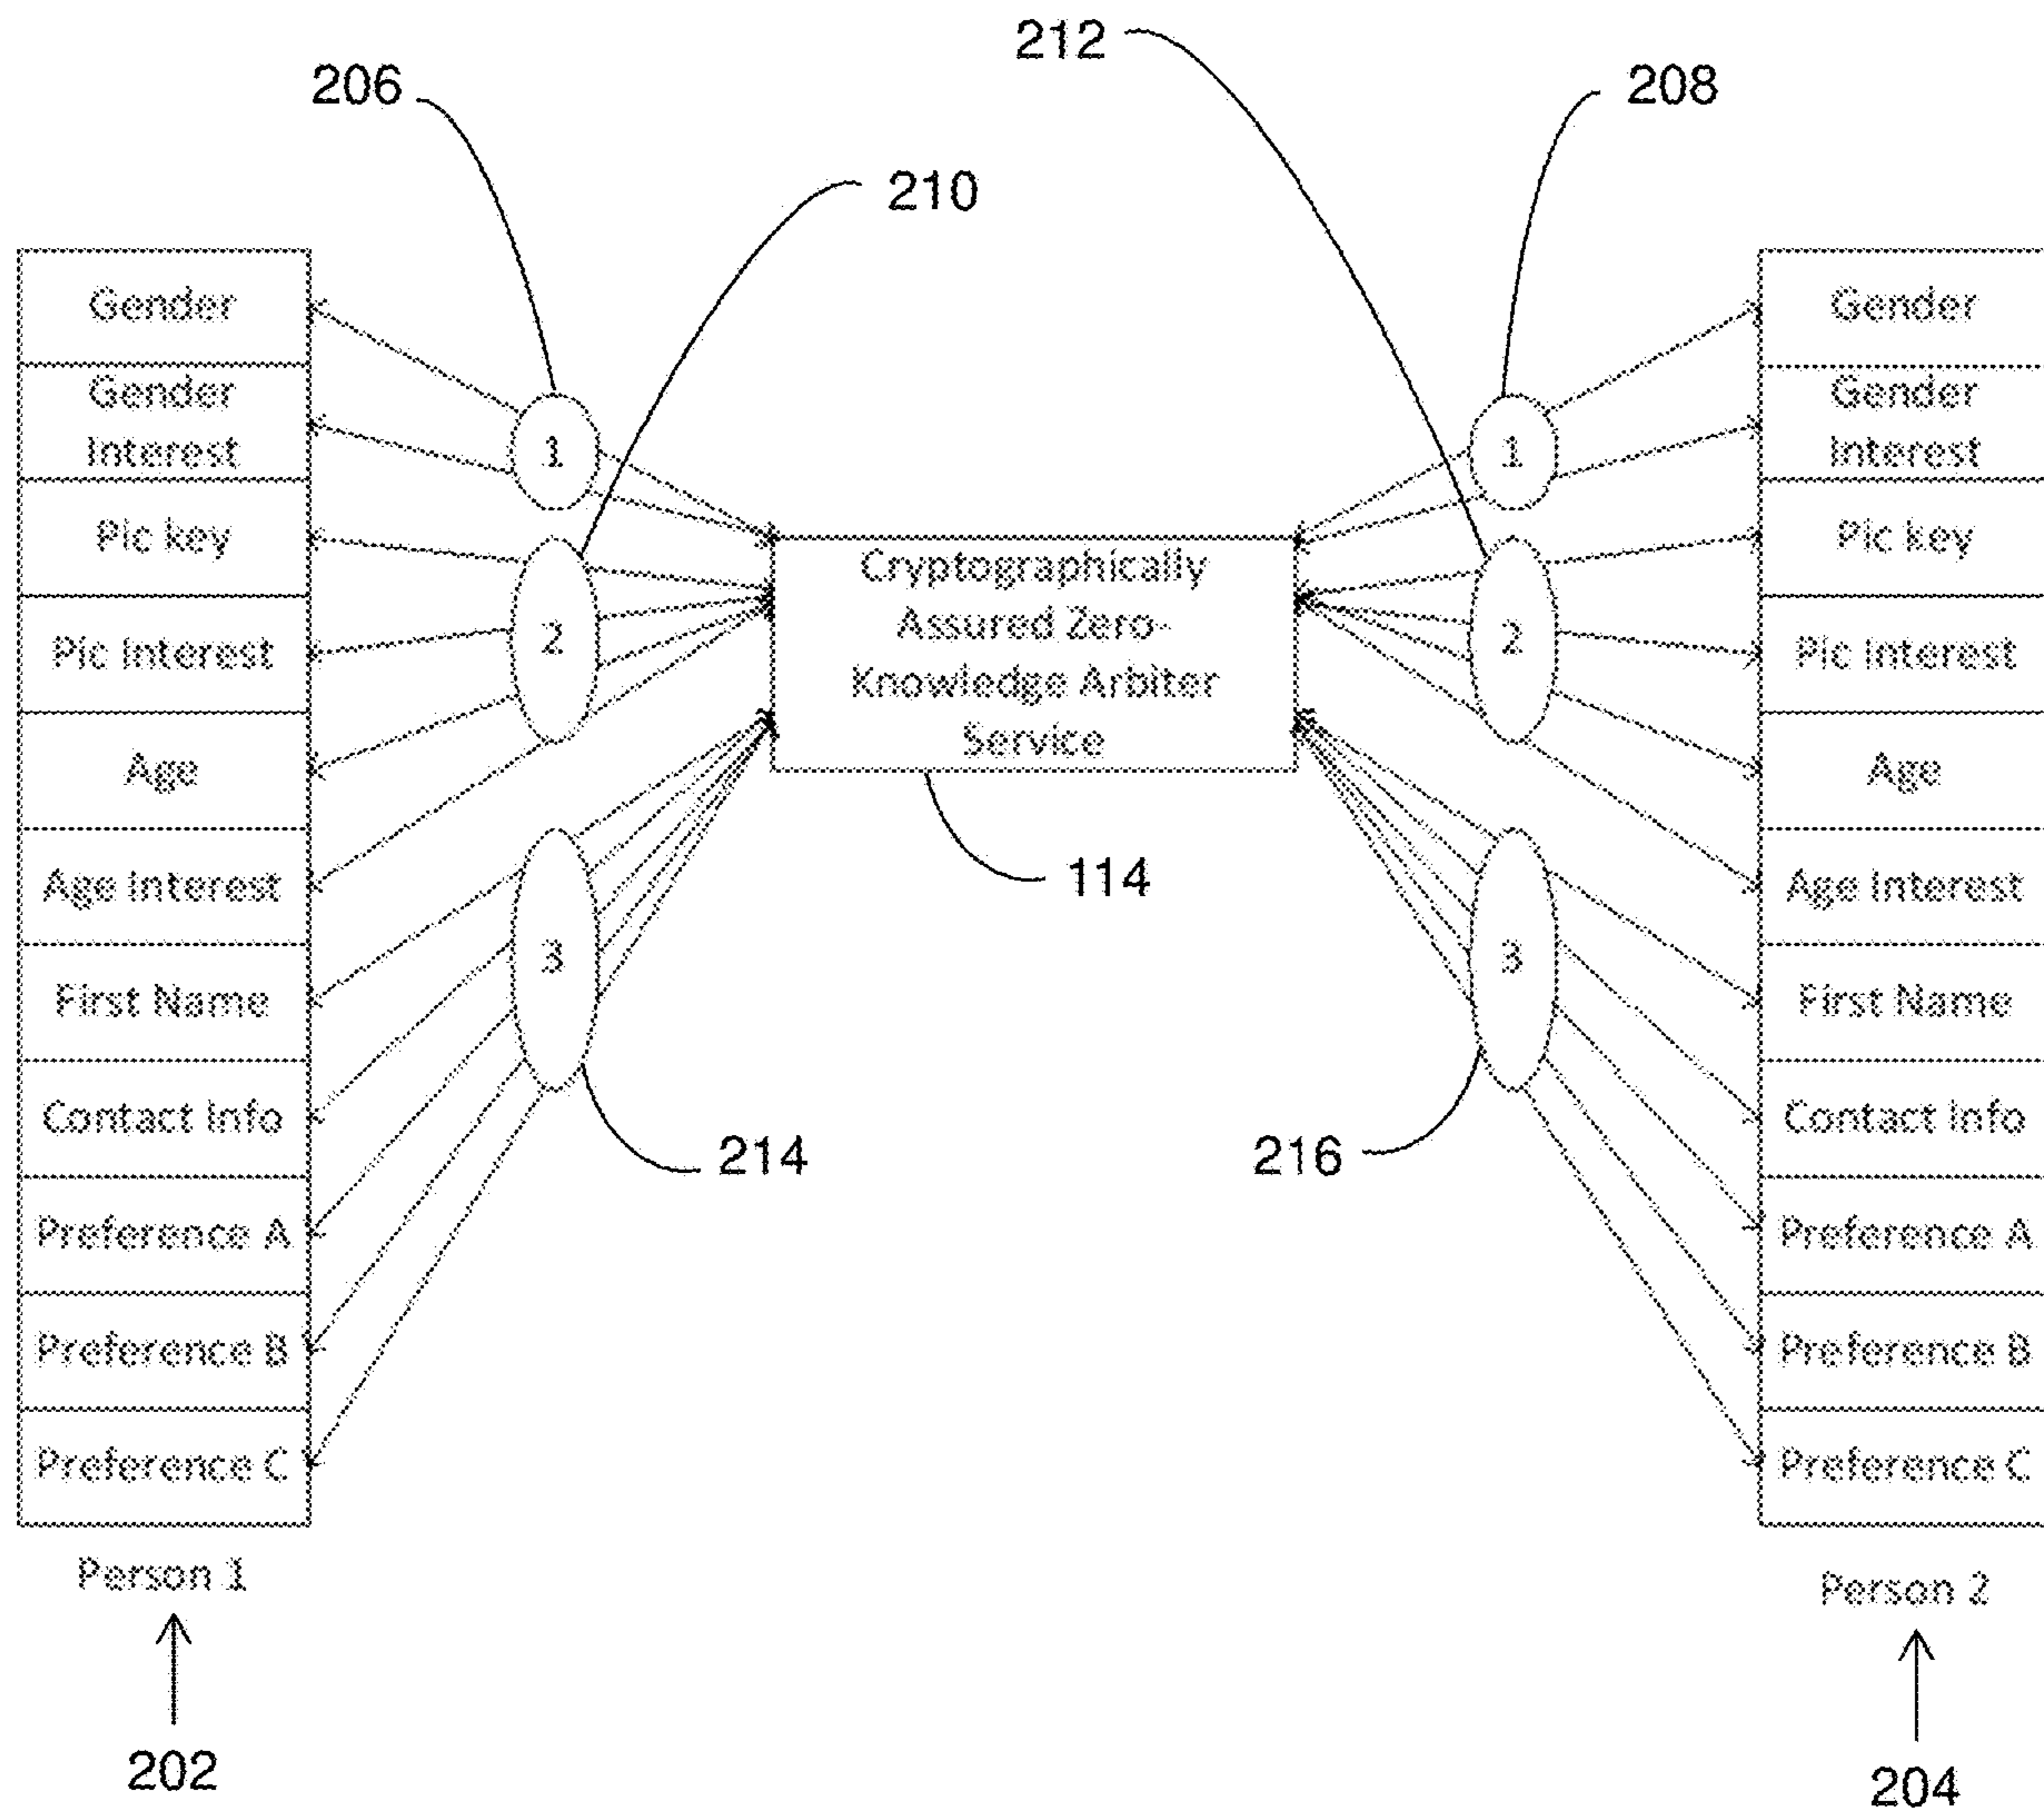 212
206
208
210
Gender
Gender
Interest
Pic key
Pic Interest
Age
Age Interest
First Name
Contact Info
Preference A
Preference B
Preference C
Person 1
202
1
2
3
214
Cryptographically
Assured Zero-
Knowledge Arbiter
Service
114
1
2
3
216
Gender
Gender
Interest
Pic key
Pic Interest
Age
Age Interest
First Name
Contact Info
Preference A
Preference B
Preference C
Person 2
204